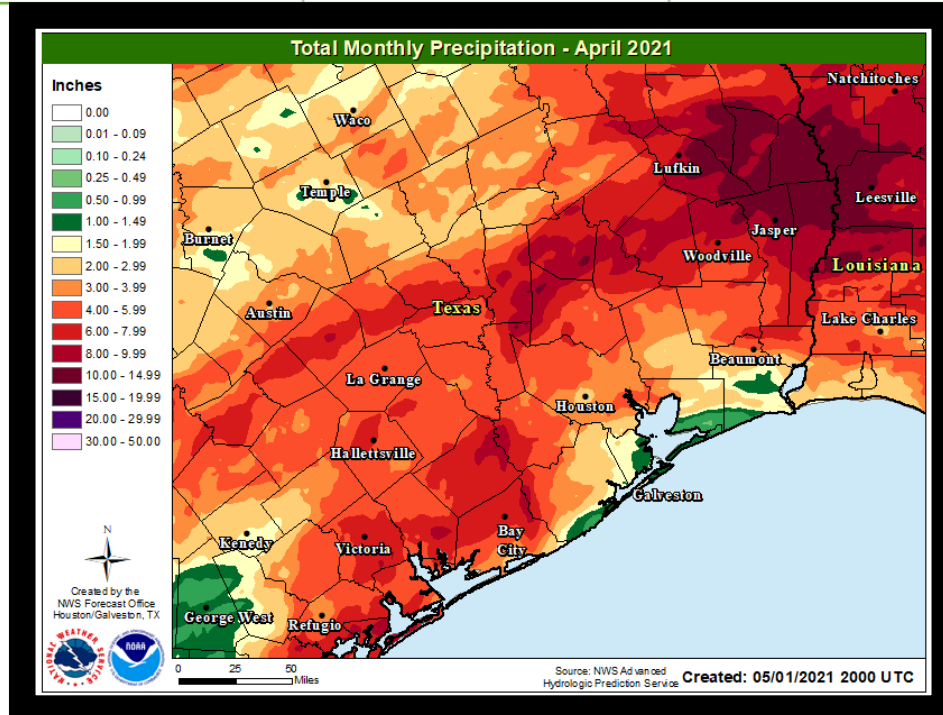 Total Monthly Precipitation - April 2021
Inches
0.00
0.01 - 0.09
0.10 - 0.24
0.25 - 0.49
0.50 - 0.99
1.00 - 1.49
1.50 - 1.99
2.00 - 2.99
3.00 - 3.99
4.00 - 5.99
6.00 - 7.99
8.00 - 9.99
10.00 - 14.99
15.00 - 19.99
20.00 - 29.99
30.00 - 50.00
Natchitoches
Waco
Lufkin
Temple
Leesville
Burnet
Jasper
Woodville
Louisiana
Austin
Texas
Lake Charles
Beaumont
La Grange
Houston
Hallettsville
Galveston
Kenedy
Victoria
Bay
City
George West
Refugio
N
Created by the
NWS Forecast Office
Houston/Galveston, TX
NATIONAL WEATHER SERVICE
NOAA
0 25 50
Miles
Source: NWS Advanced
Hydrologic Prediction Service
Created: 05/01/2021 2000 UTC